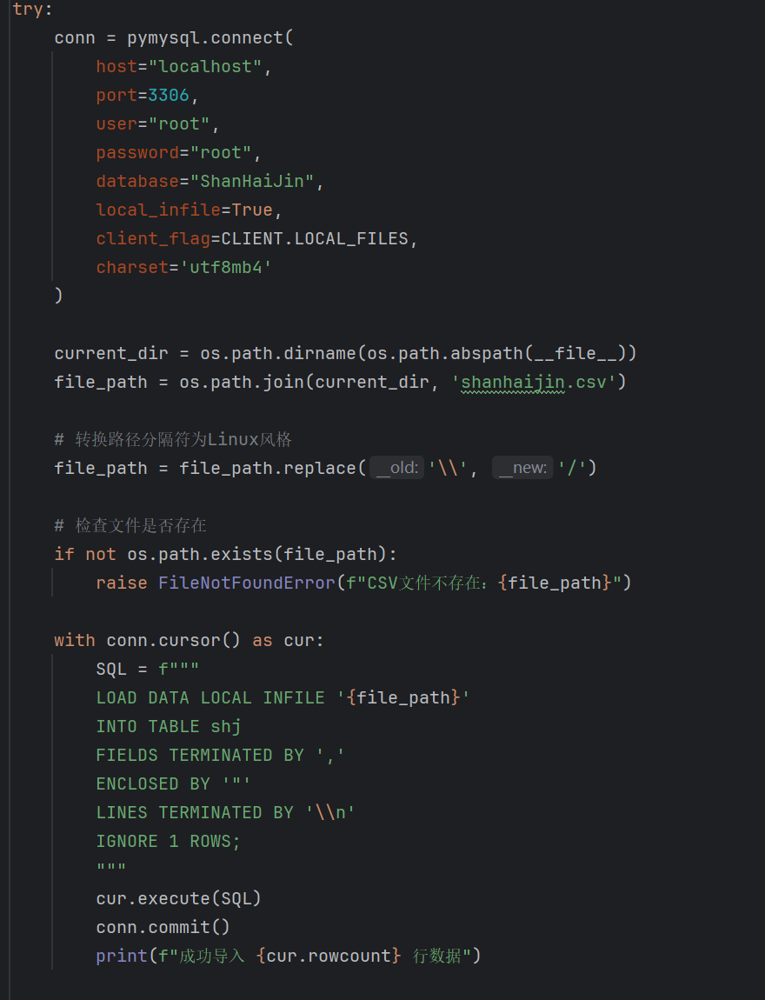 try:
    conn = pymysql.connect(
        host="localhost",
        port=3306,
        user="root",
        password="root",
        database="ShanHaiJin",
        local_infile=True,
        client_flag=CLIENT.LOCAL_FILES,
        charset='utf8mb4'
    )
    current_dir = os.path.dirname(os.path.abspath(__file__))
    file_path = os.path.join(current_dir, 'shanhaijin.csv')
    # 转换路径分隔符为Linux风格
    file_path = file_path.replace( __old: '\\', __new: '/')
    # 检查文件是否存在
    if not os.path.exists(file_path):
        raise FileNotFoundError(f"CSV文件不存在: {file_path}")
    with conn.cursor() as cur:
        SQL = f"""
        LOAD DATA LOCAL INFILE '{file_path}'
        INTO TABLE shj
        FIELDS TERMINATED BY ','
        ENCLOSED BY '"'
        LINES TERMINATED BY '\\n'
        IGNORE 1 ROWS;
        """
        cur.execute(SQL)
        conn.commit()
        print(f"成功导入 {cur.rowcount} 行数据")